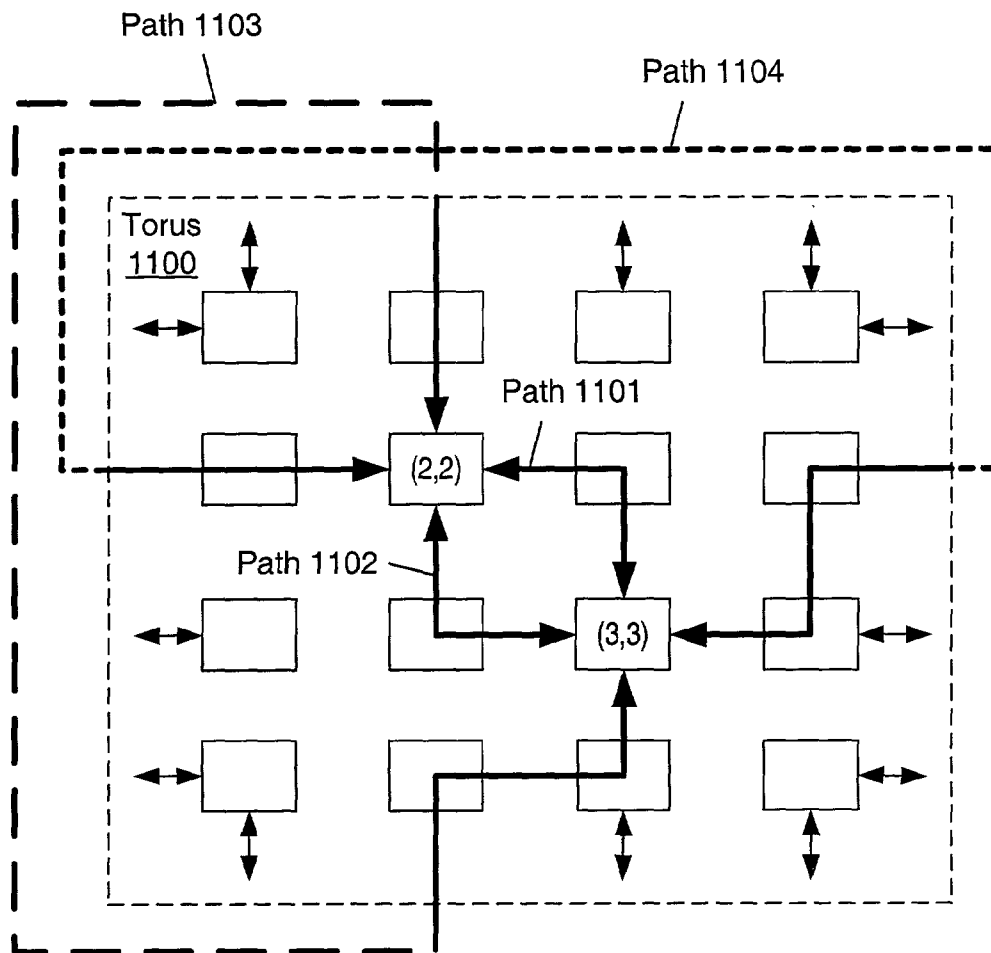 Path 1103
Path 1104
Torus
1100
Path 1101
(2,2)
Path 1102
(3,3)